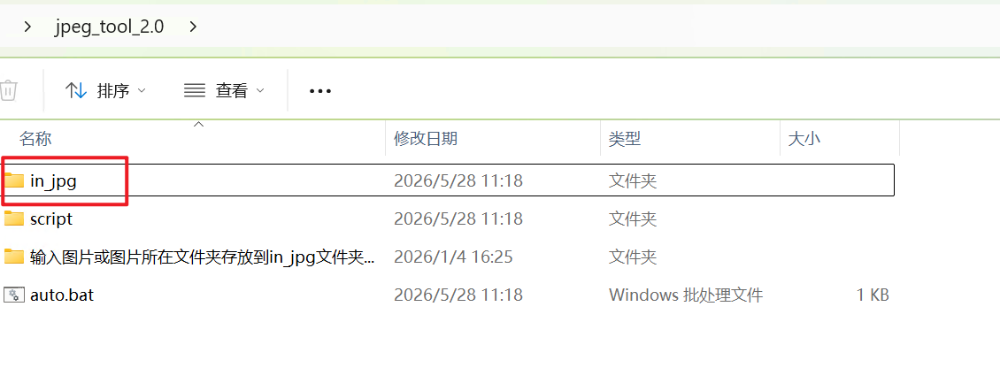 jpeg_tool_2.0
排序 查看 •••
名称 修改日期 类型 大小
in_jpg 2026/5/28 11:18 文件夹
script 2026/5/28 11:18 文件夹
输入图片或图片所在文件夹存放到in_jpg文件夹... 2026/1/4 16:25 文件夹
auto.bat 2026/5/28 11:18 Windows 批处理文件 1 KB